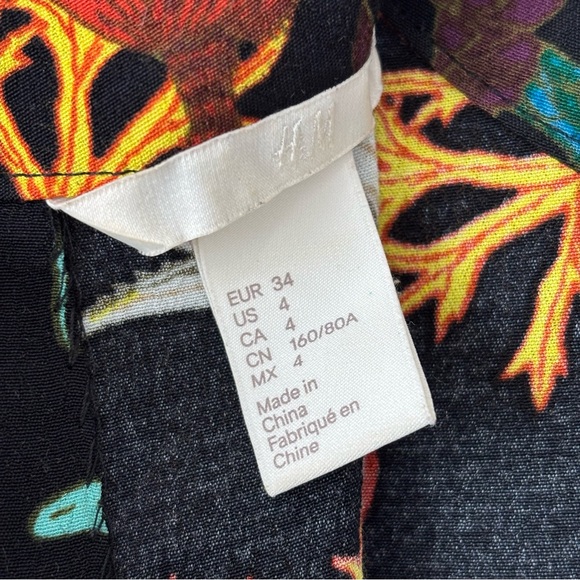 H&M
EUR 34
US 4
CA 4
CN 160/80A
MX 4
Made in
China
Fabriqué en
Chine